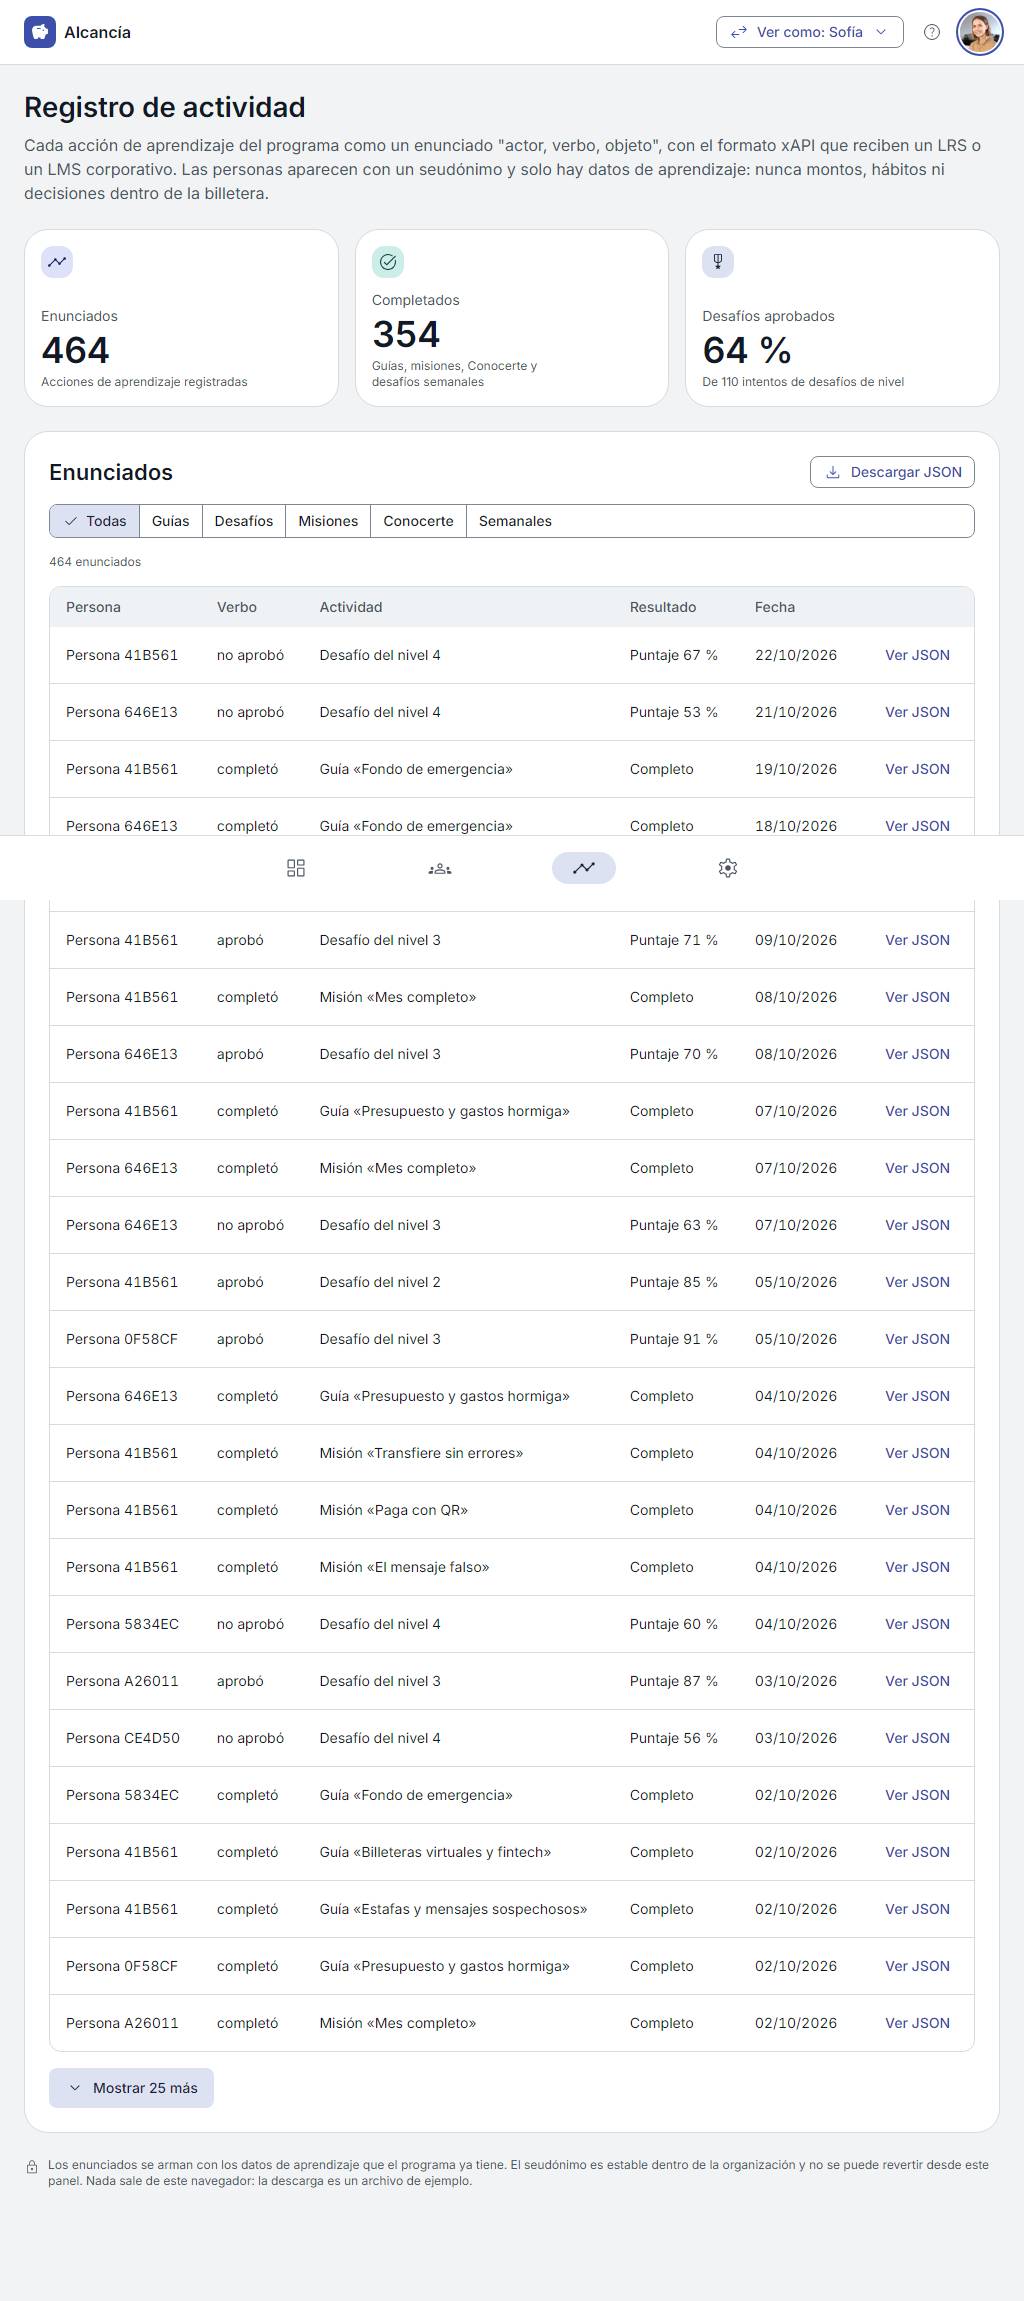 Alcancía
Ver como: Sofía
Registro de actividad
Cada acción de aprendizaje del programa como un enunciado "actor, verbo, objeto", con el formato xAPI que reciben un LRS o
un LMS corporativo. Las personas aparecen con un seudónimo y solo hay datos de aprendizaje: nunca montos, hábitos ni
decisiones dentro de la billetera.
Enunciados
464
Acciones de aprendizaje registradas
Completados
354
Guías, misiones, Conocerte y
desafíos semanales
Desafíos aprobados
64 %
De 110 intentos de desafíos de nivel
Enunciados
Descargar JSON
Todas Guías Desafíos Misiones Conocerte Semanales
464 enunciados
Persona Verbo Actividad Resultado Fecha
Persona 41B561 no aprobó Desafío del nivel 4 Puntaje 67 % 22/10/2026 Ver JSON
Persona 646E13 no aprobó Desafío del nivel 4 Puntaje 53 % 21/10/2026 Ver JSON
Persona 41B561 completó Guía «Fondo de emergencia» Completo 19/10/2026 Ver JSON
Persona 646E13 completó Guía «Fondo de emergencia» Completo 18/10/2026 Ver JSON
Persona 41B561 aprobó Desafío del nivel 3 Puntaje 71 % 09/10/2026 Ver JSON
Persona 41B561 completó Misión «Mes completo» Completo 08/10/2026 Ver JSON
Persona 646E13 aprobó Desafío del nivel 3 Puntaje 70 % 08/10/2026 Ver JSON
Persona 41B561 completó Guía «Presupuesto y gastos hormiga» Completo 07/10/2026 Ver JSON
Persona 646E13 completó Misión «Mes completo» Completo 07/10/2026 Ver JSON
Persona 646E13 no aprobó Desafío del nivel 3 Puntaje 63 % 07/10/2026 Ver JSON
Persona 41B561 aprobó Desafío del nivel 2 Puntaje 85 % 05/10/2026 Ver JSON
Persona 0F58CF aprobó Desafío del nivel 3 Puntaje 91 % 05/10/2026 Ver JSON
Persona 646E13 completó Guía «Presupuesto y gastos hormiga» Completo 04/10/2026 Ver JSON
Persona 41B561 completó Misión «Transfiere sin errores» Completo 04/10/2026 Ver JSON
Persona 41B561 completó Misión «Paga con QR» Completo 04/10/2026 Ver JSON
Persona 41B561 completó Misión «El mensaje falso» Completo 04/10/2026 Ver JSON
Persona 5834EC no aprobó Desafío del nivel 4 Puntaje 60 % 04/10/2026 Ver JSON
Persona A26011 aprobó Desafío del nivel 3 Puntaje 87 % 03/10/2026 Ver JSON
Persona CE4D50 no aprobó Desafío del nivel 4 Puntaje 56 % 03/10/2026 Ver JSON
Persona 5834EC completó Guía «Fondo de emergencia» Completo 02/10/2026 Ver JSON
Persona 41B561 completó Guía «Billeteras virtuales y fintech» Completo 02/10/2026 Ver JSON
Persona 41B561 completó Guía «Estafas y mensajes sospechosos» Completo 02/10/2026 Ver JSON
Persona 0F58CF completó Guía «Presupuesto y gastos hormiga» Completo 02/10/2026 Ver JSON
Persona A26011 completó Misión «Mes completo» Completo 02/10/2026 Ver JSON
Mostrar 25 más
Los enunciados se arman con los datos de aprendizaje que el programa ya tiene. El seudónimo es estable dentro de la organización y no se puede revertir desde este
panel. Nada sale de este navegador: la descarga es un archivo de ejemplo.